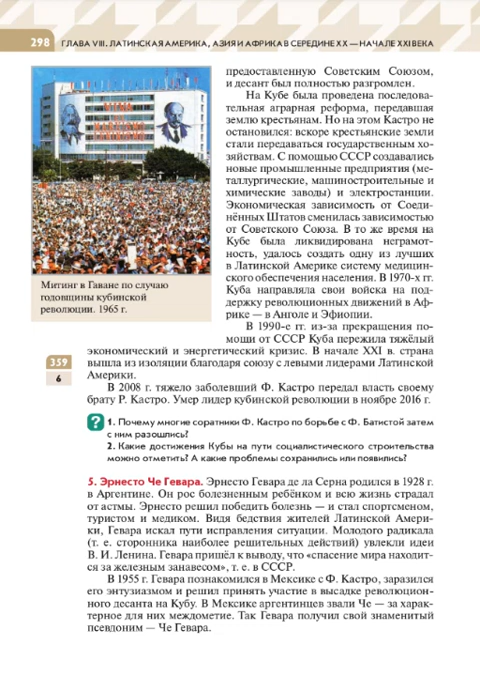 298
ГЛАВА VIII. ЛАТИНСКАЯ АМЕРИКА, АЗИЯ И АФРИКА В СЕРЕДИНЕ XX — НАЧАЛЕ XXI ВЕКА
предоставленную Советским Союзом,
и десант был полностью разгромлен.
На Кубе была проведена последова-
тельная аграрная реформа, передавшая
землю крестьянам. Но на этом Кастро не
остановился: вскоре крестьянские земли
стали передаваться государственным хо-
зяйствам. С помощью СССР создавались
новые промышленные предприятия (ме-
таллургические, машиностроительные и
химические заводы) и электростанции.
Экономическая зависимость от Соеди-
нённых Штатов сменилась зависимостью
от Советского Союза. В то же время на
Кубе была ликвидирована неграмот-
ность, удалось создать одну из лучших
в Латинской Америке систему медицин-
ского обеспечения населения. В 1970-х гг.
Куба направляла свои войска на под-
держку революционных движений в Аф-
рике — в Анголе и Эфиопии.
В 1990-е гг. из-за прекращения по-
мощи от СССР Куба пережила тяжёлый
экономический и энергетический кризис. В начале XXI в. страна
вышла из изоляции благодаря союзу с левыми лидерами Латинской
Америки.
Митинг в Гаване по случаю
годовщины кубинской
революции. 1965 г.
359
6
В 2008 г. тяжело заболевший Ф. Кастро передал власть своему
брату Р. Кастро. Умер лидер кубинской революции в ноябре 2016 г.
?
1. Почему многие соратники Ф. Кастро по борьбе с Ф. Батистой затем
с ним разошлись?
2. Какие достижения Кубы на пути социалистического строительства
можно отметить? А какие проблемы сохранились или появились?
5. Эрнесто Че Гевара. Эрнесто Гевара де ла Серна родился в 1928 г.
в Аргентине. Он рос болезненным ребёнком и всю жизнь страдал
от астмы. Эрнесто решил победить болезнь — и стал спортсменом,
туристом и медиком. Видя бедствия жителей Латинской Амери-
ки, Гевара искал пути исправления ситуации. Молодого радикала
(т. е. сторонника наиболее решительных действий) увлекли идеи
В. И. Ленина. Гевара пришёл к выводу, что «спасение мира находит-
ся за железным занавесом», т. е. в СССР.
В 1955 г. Гевара познакомился в Мексике с Ф. Кастро, заразился
его энтузиазмом и решил принять участие в высадке революцион-
ного десанта на Кубу. В Мексике аргентинцев звали Че — за харак-
терное для них междометие. Так Гевара получил свой знаменитый
псевдоним — Че Гевара.